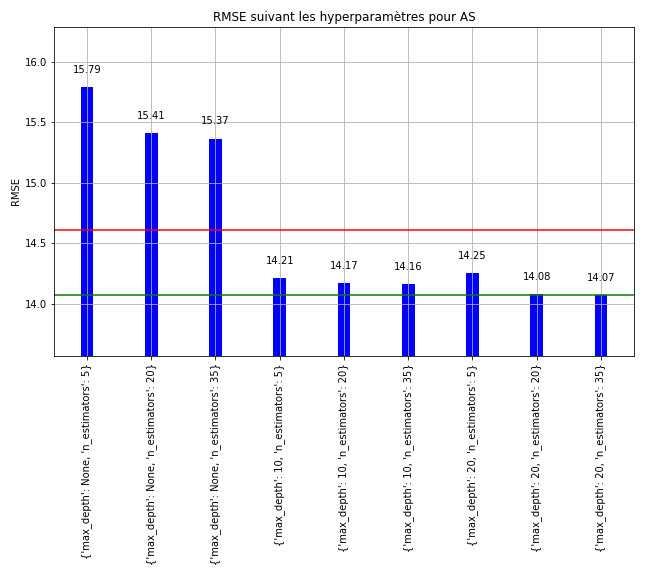 RMSE suivant les hyperparamètres pour AS
RMSE
16.0
15.5
15.0
14.5
14.0
15.79
15.41
15.37
14.21
14.17
14.16
14.25
14.08
14.07
{'max_depth': None, 'n_estimators': 5}
{'max_depth': None, 'n_estimators': 20}
{'max_depth': None, 'n_estimators': 35}
{'max_depth': 10, 'n_estimators': 5}
{'max_depth': 10, 'n_estimators': 20}
{'max_depth': 10, 'n_estimators': 35}
{'max_depth': 20, 'n_estimators': 5}
{'max_depth': 20, 'n_estimators': 20}
{'max_depth': 20, 'n_estimators': 35}